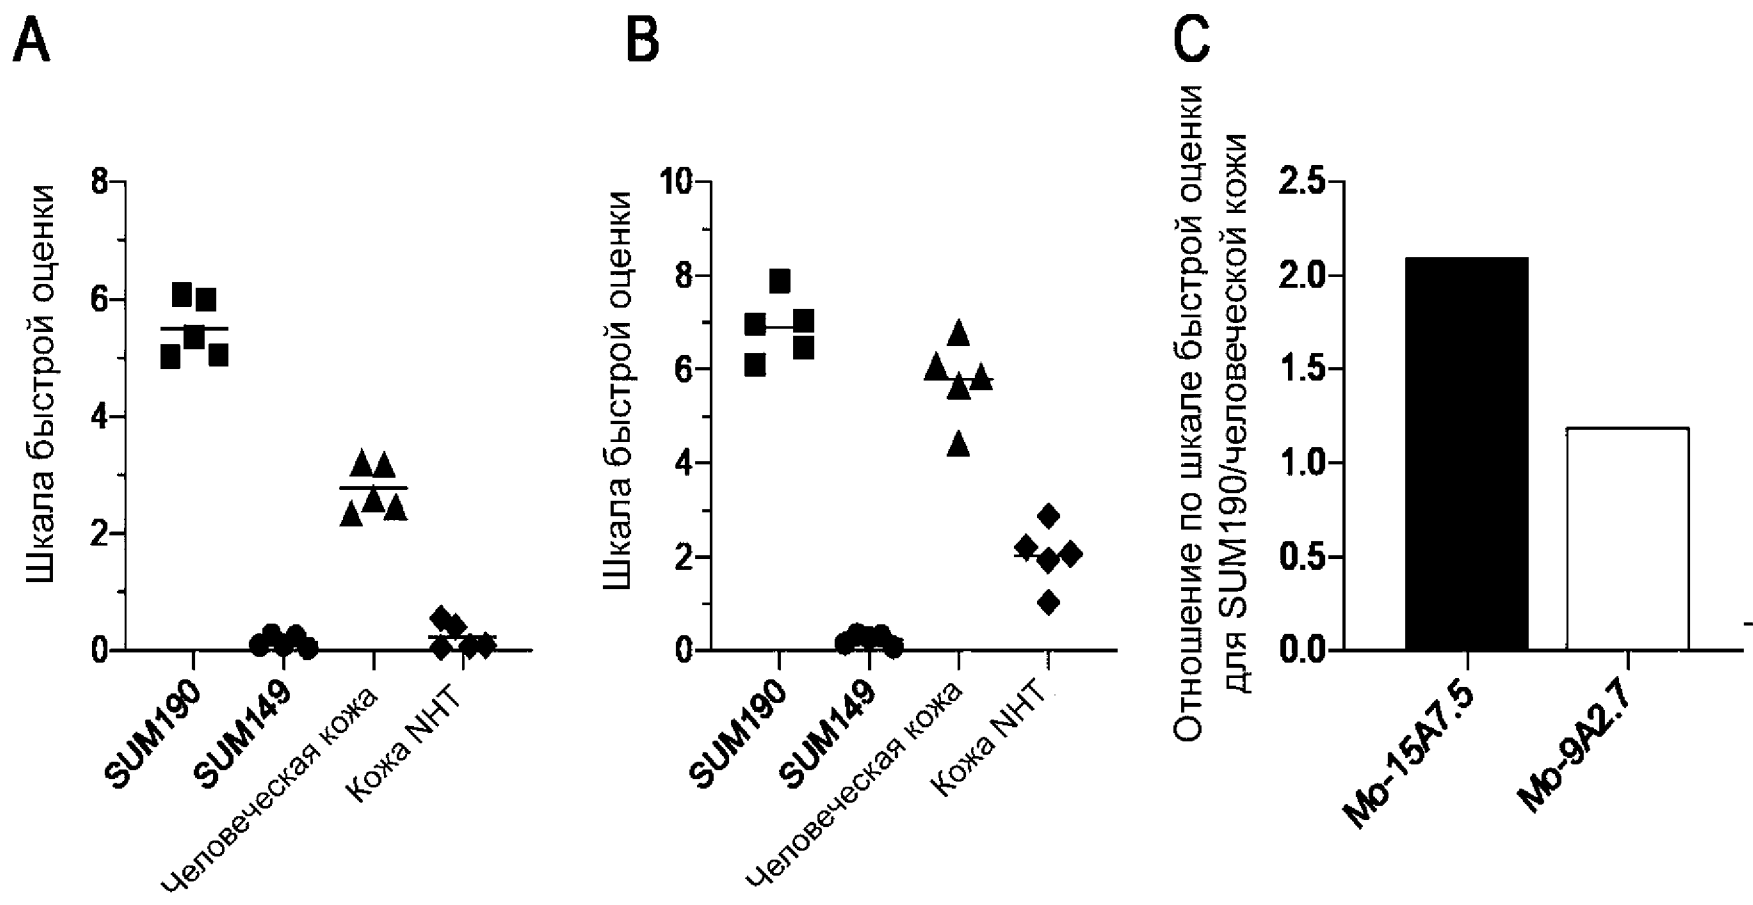 A
Шкала быстрой оценки
8
6
4
2
0
SUM190
SUM149
Человеческая кожа
Кожа NHT
B
Шкала быстрой оценки
10
8
6
4
2
0
SUM190
SUM149
Человеческая кожа
Кожа NHT
C
Отношение по шкале быстрой оценки
для SUM190/человеческой кожи
2.5
2.0
1.5
1.0
0.5
0.0
Mo-15A7.5
Mo-9A2.7